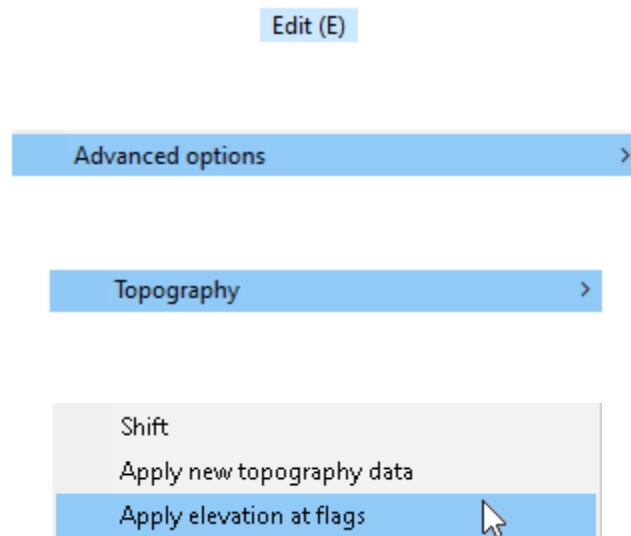 Edit (E)
Advanced options
Topography
Shift
Apply new topography data
Apply elevation at flags